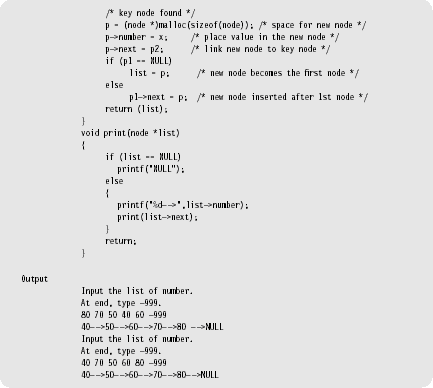 /* key node found */
p = (node *)malloc(sizeof(node)); /* space for new node */
p->number = x; /* place value in the new node */
p->next = p2; /* link new node to key node */
if (p1 == NULL)
list = p; /* new node becomes the first node */
else
p1->next = p; /* new node inserted after 1st node */
return (list);
}
void print(node *list)
{
if (list == NULL)
printf("NULL");
else
{
printf("%d-->",list->number);
print(list->next);
}
return;
}
Output
Input the list of number.
At end, type -999.
80 70 50 40 60 -999
40-->50-->60-->70-->80 -->NULL
Input the list of number.
At end, type -999.
40 70 50 60 80 -999
40-->50-->60-->70-->80-->NULL